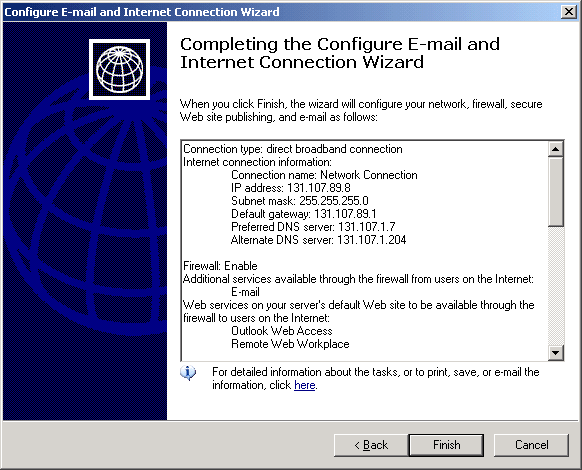 Configure E-mail and Internet Connection Wizard
Completing the Configure E-mail and
Internet Connection Wizard
When you click Finish, the wizard will configure your network, firewall, secure
Web site publishing, and e-mail as follows:
Connection type: direct broadband connection
Internet connection information:
Connection name: Network Connection
IP address: 131.107.89.8
Subnet mask: 255.255.255.0
Default gateway: 131.107.89.1
Preferred DNS server: 131.107.1.7
Alternate DNS server: 131.107.1.204
Firewall: Enable
Additional services available through the firewall from users on the Internet:
E-mail
Web services on your server's default Web site to be available through the
firewall to users on the Internet:
Outlook Web Access
Remote Web Workplace
For detailed information about the tasks, or to print, save, or e-mail the
information, click here.
< Back
Finish
Cancel